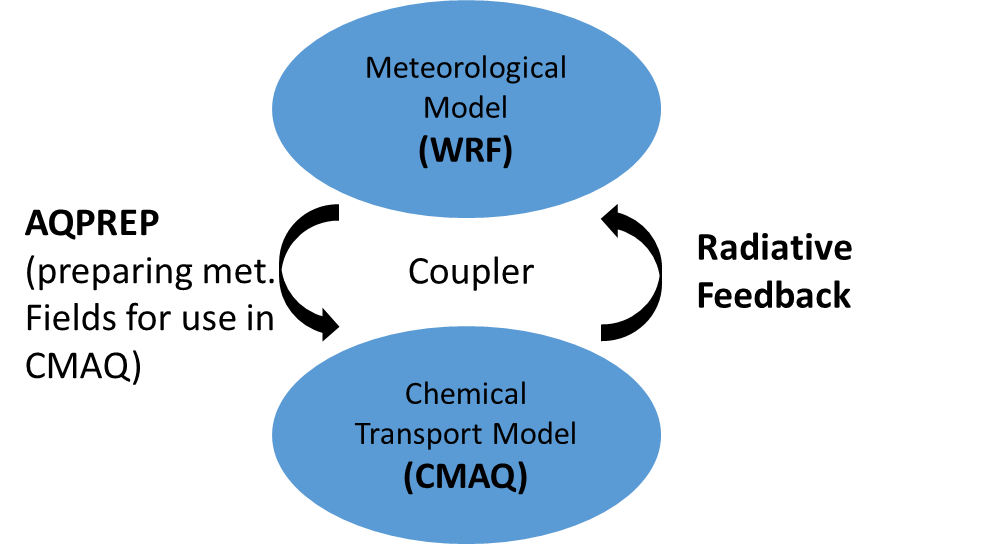 Meteorological
Model
(WRF)
AQPREP
(preparing met.
Fields for use in
CMAQ)
Coupler
Radiative
Feedback
Chemical
Transport Model
(CMAQ)